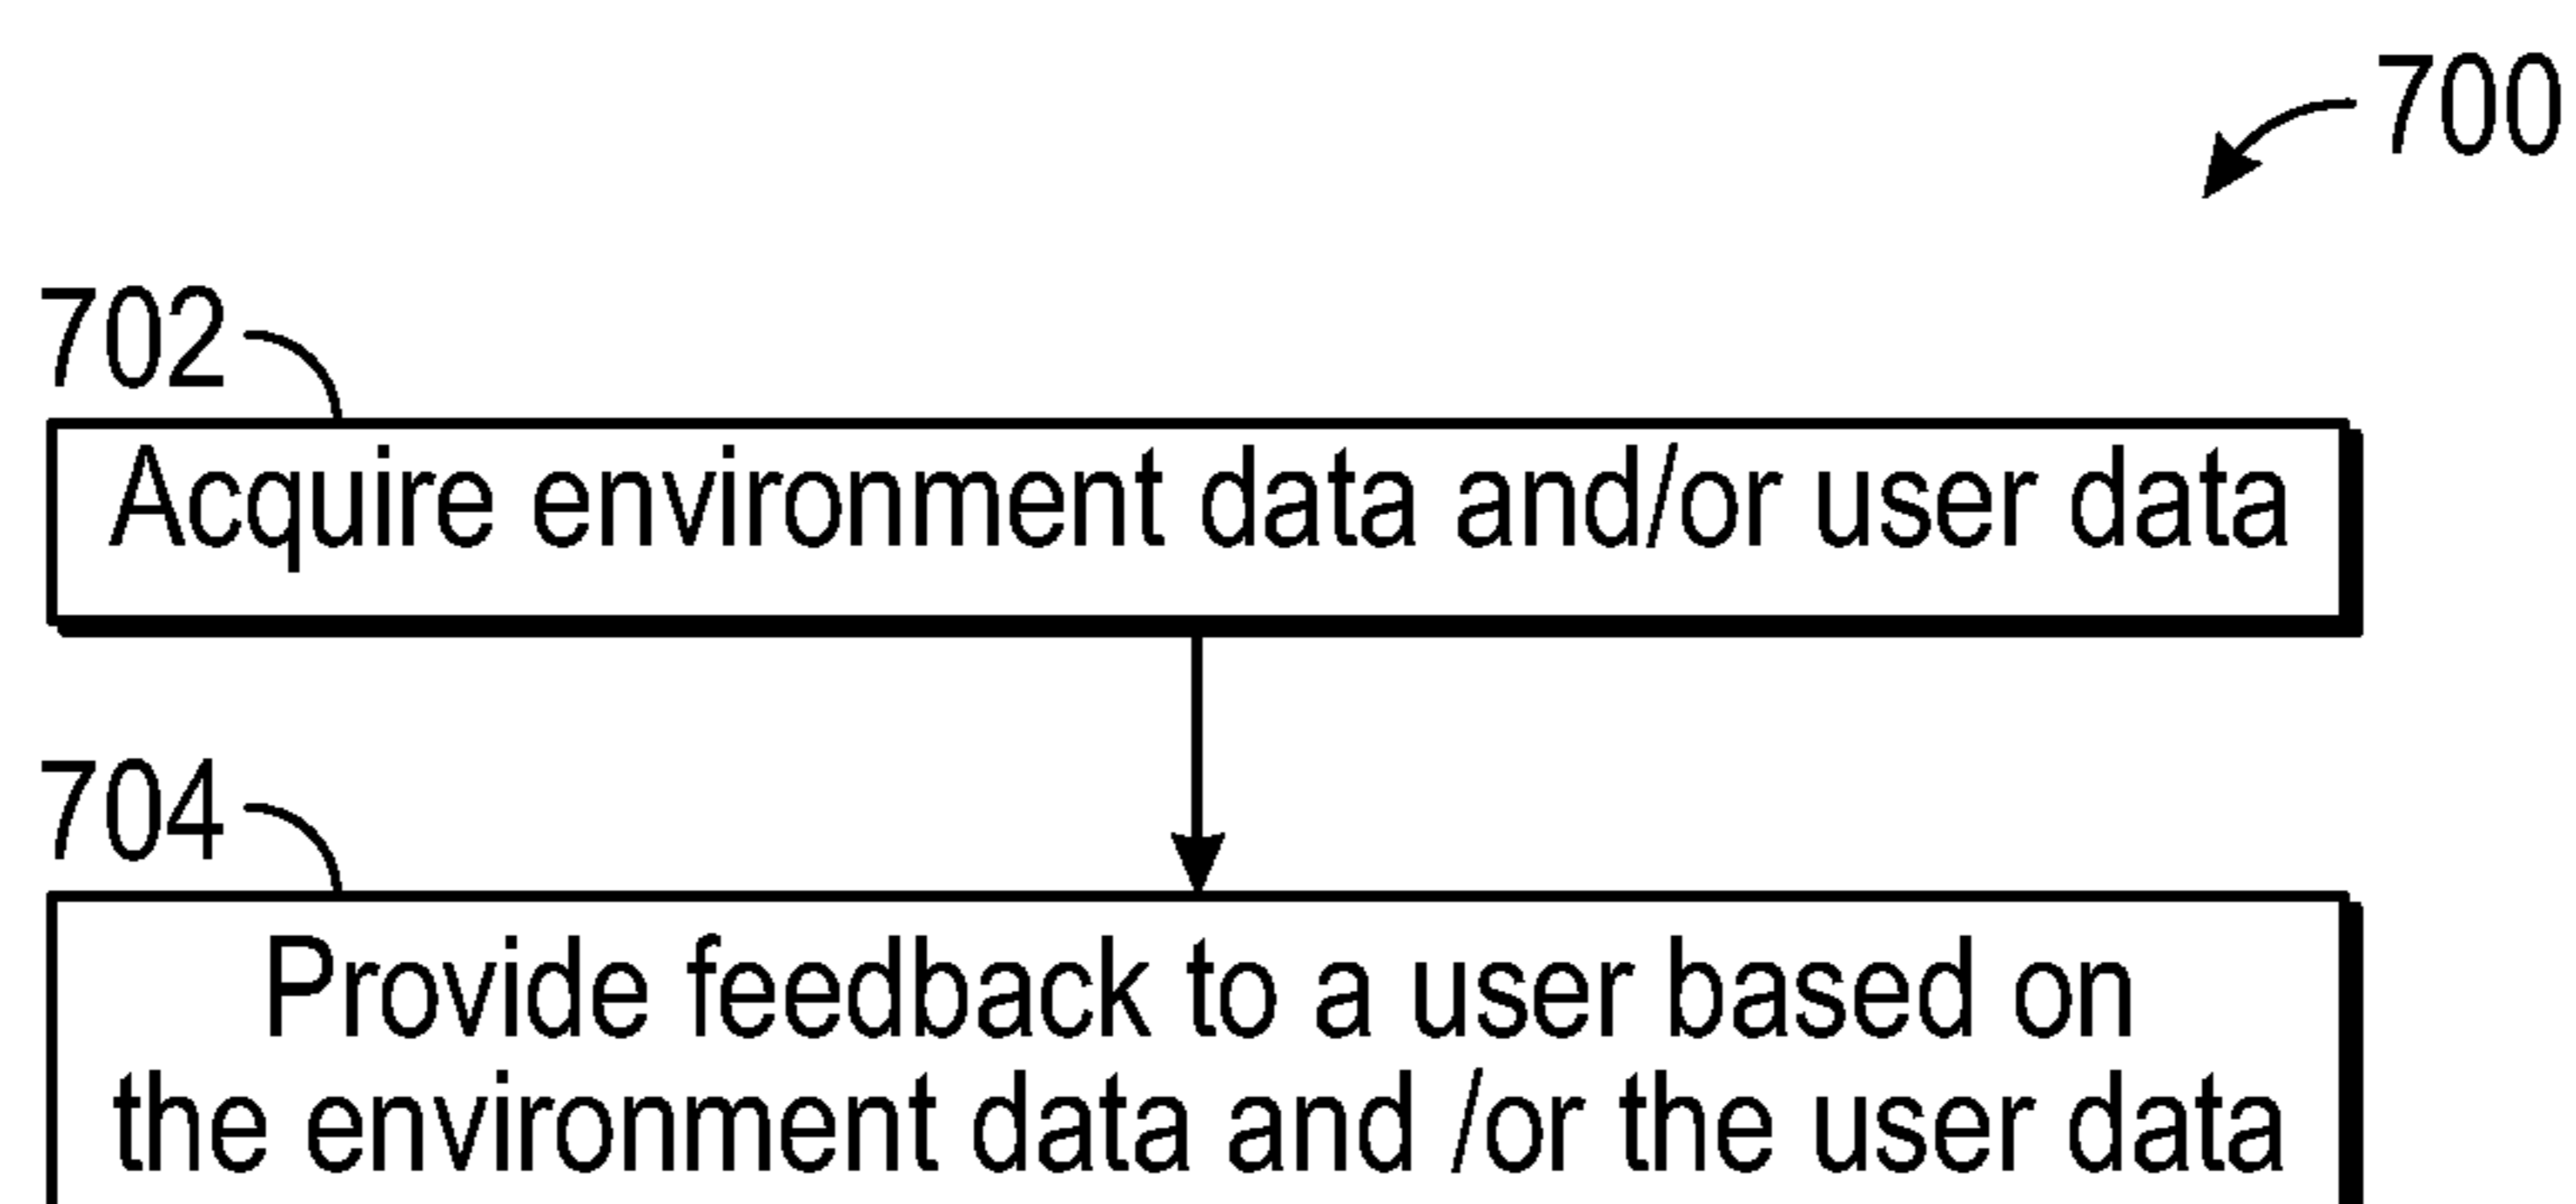 700
702
Acquire environment data and/or user data
704
Provide feedback to a user based on
the environment data and /or the user data